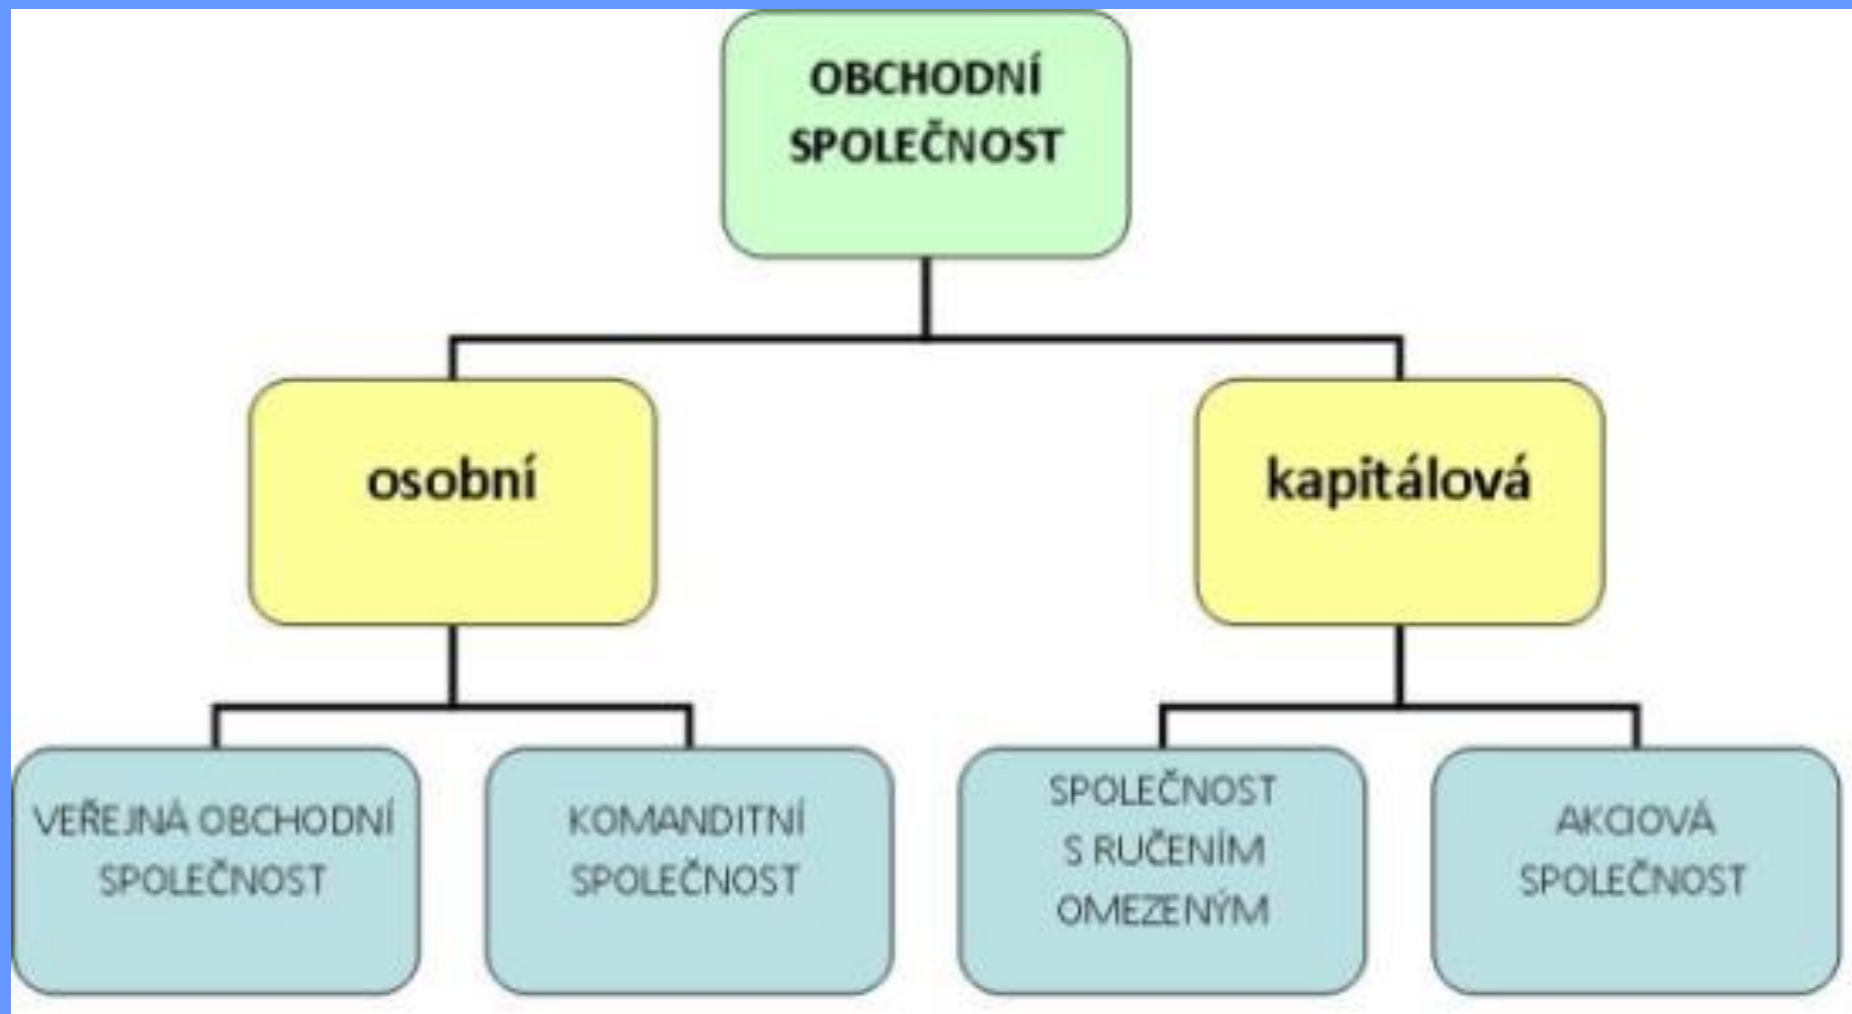 OBCHODNÍ
SPOLEČNOST
osobní
kapitálová
VEŘEJNÁ OBCHODNÍ
SPOLEČNOST
KOMANDITNÍ
SPOLEČNOST
SPOLEČNOST
S RUČENÍM
OMEZENÝM
AKCIOVÁ
SPOLEČNOST